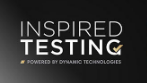 INSPIRED
TESTING
POWERED BY DYNAMIC TECHNOLOGIES